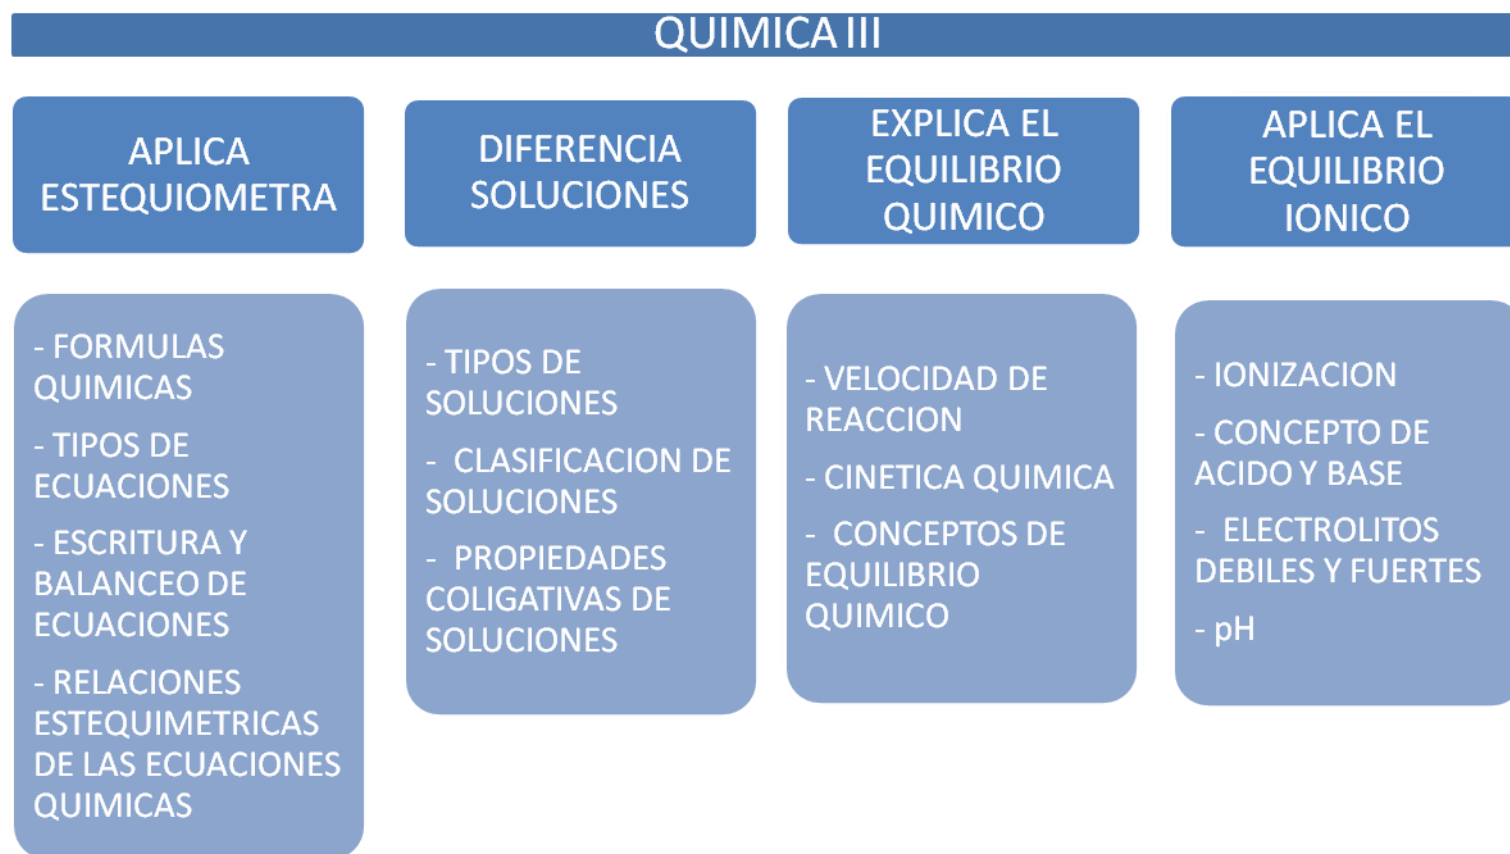 QUIMICA III
APLICA
ESTEQUIOMETRA
DIFERENCIA
SOLUCIONES
EXPLICA EL
EQUILIBRIO
QUIMICO
APLICA EL
EQUILIBRIO
IONICO
- FORMULAS
QUIMICAS
- TIPOS DE
ECUACIONES
- ESCRITURA Y
BALANCEO DE
ECUACIONES
- RELACIONES
ESTEQUIMETRICAS
DE LAS ECUACIONES
QUIMICAS
- TIPOS DE
SOLUCIONES
- CLASIFICACION DE
SOLUCIONES
- PROPIEDADES
COLIGATIVAS DE
SOLUCIONES
- VELOCIDAD DE
REACCION
- CINETICA QUIMICA
- CONCEPTOS DE
EQUILIBRIO
QUIMICO
- IONIZACION
- CONCEPTO DE
ACIDO Y BASE
- ELECTROLITOS
DEBILES Y FUERTES
- pH